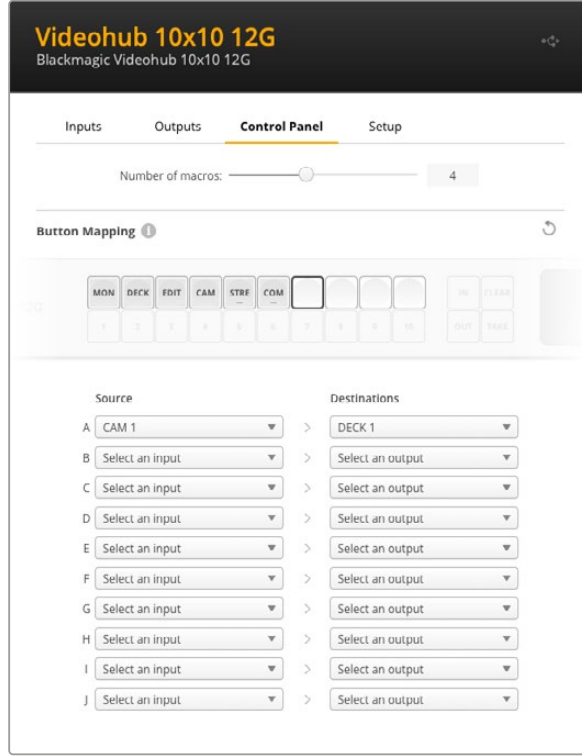 Videohub 10x10 12G
Blackmagic Videohub 10x10 12G
Inputs Outputs Control Panel Setup
Number of macros: 4
Button Mapping
MON DECK EDIT CAM STRE... COM...
1 2 3 4 5 6 7 8 9 10
IN CLEAR
OUT TAKE
Source Destinations
A CAM 1 > DECK 1
B Select an input > Select an output
C Select an input > Select an output
D Select an input > Select an output
E Select an input > Select an output
F Select an input > Select an output
G Select an input > Select an output
H Select an input > Select an output
I Select an input > Select an output
J Select an input > Select an output